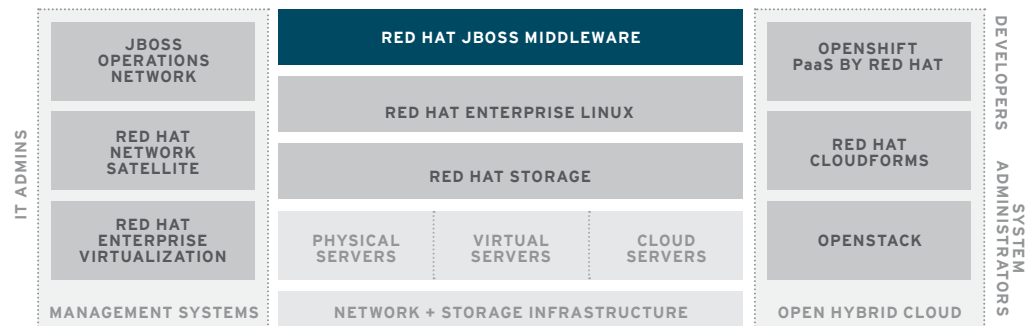 IT ADMINS
JBOSS
OPERATIONS
NETWORK
RED HAT
NETWORK
SATELLITE
RED HAT
ENTERPRISE
VIRTUALIZATION
MANAGEMENT SYSTEMS
RED HAT JBOSS MIDDLEWARE
RED HAT ENTERPRISE LINUX
RED HAT STORAGE
PHYSICAL
SERVERS
VIRTUAL
SERVERS
CLOUD
SERVERS
NETWORK + STORAGE INFRASTRUCTURE
OPENSHIFT
PaaS BY RED HAT
RED HAT
CLOUDFORMS
OPENSTACK
OPEN HYBRID CLOUD
DEVELOPERS
SYSTEM
ADMINISTRATORS